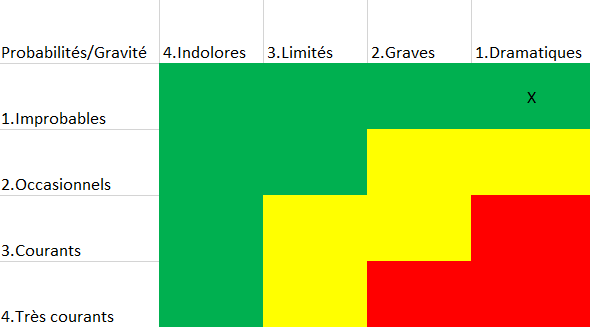 Probabilités/Gravité 4.Indolores 3.Limités 2.Graves 1.Dramatiques
1.Improbables X
2.Occasionnels
3.Courants
4.Très courants